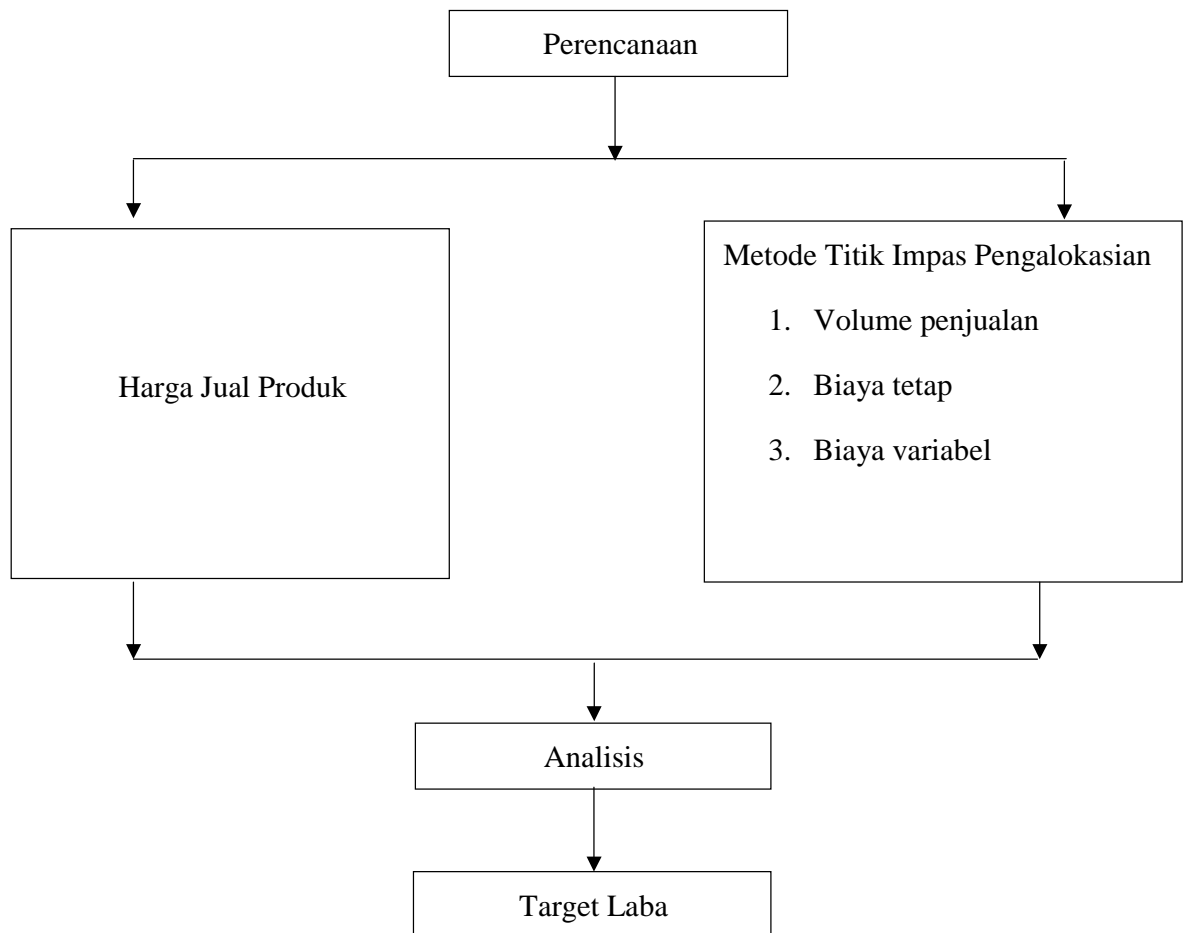 Perencanaan
Harga Jual Produk
Metode Titik Impas Pengalokasian
1. Volume penjualan
2. Biaya tetap
3. Biaya variabel
Analisis
Target Laba